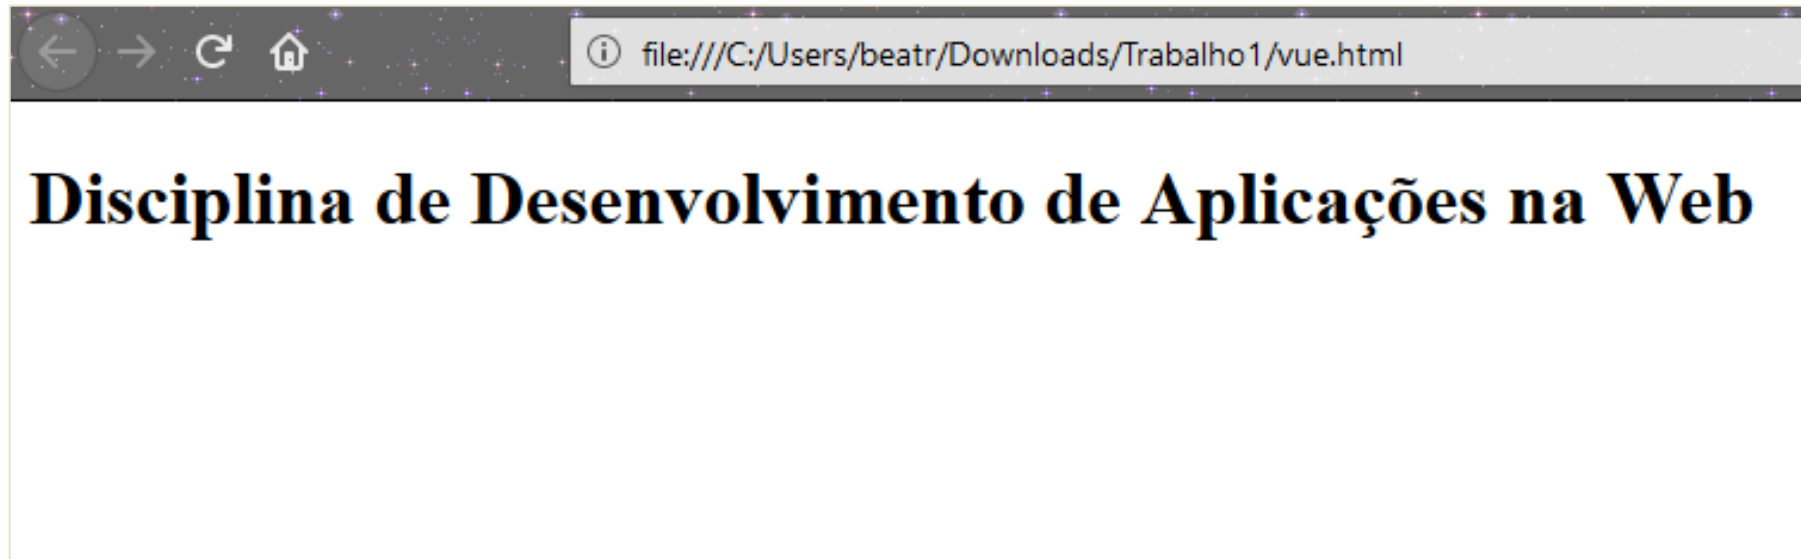 file:///C:/Users/beatr/Downloads/Trabalho1/vue.html
Disciplina de Desenvolvimento de Aplicações na Web